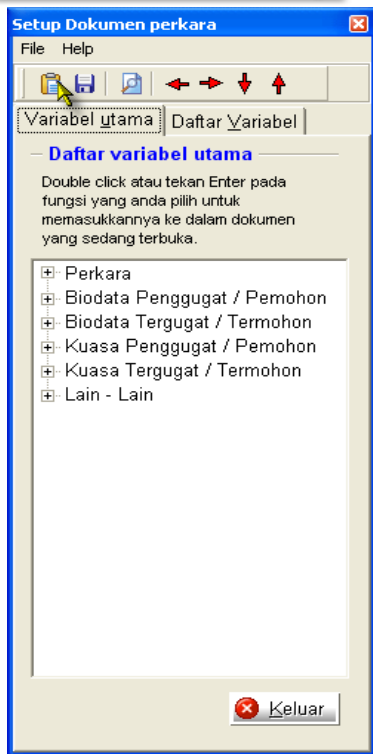 Setup Dokumen perkara
File Help
Variabel utama Daftar Variabel
Daftar variabel utama
Double click atau tekan Enter pada
fungsi yang anda pilih untuk
memasukkannya ke dalam dokumen
yang sedang terbuka.
Perkara
Biodata Penggugat / Pemohon
Biodata Tergugat / Termohon
Kuasa Penggugat / Pemohon
Kuasa Tergugat / Termohon
Lain - Lain
Keluar